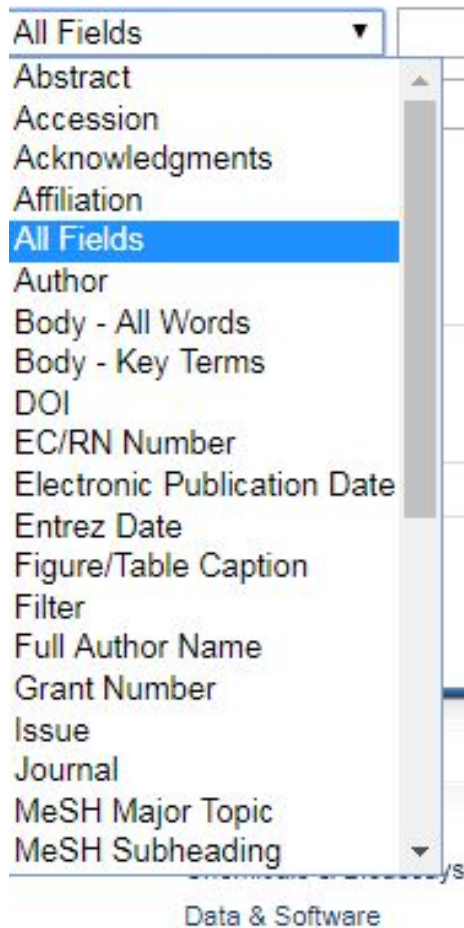 All Fields
Abstract
Accession
Acknowledgments
Affiliation
All Fields
Author
Body - All Words
Body - Key Terms
DOI
EC/RN Number
Electronic Publication Date
Entrez Date
Figure/Table Caption
Filter
Full Author Name
Grant Number
Issue
Journal
MeSH Major Topic
MeSH Subheading
Data & Software